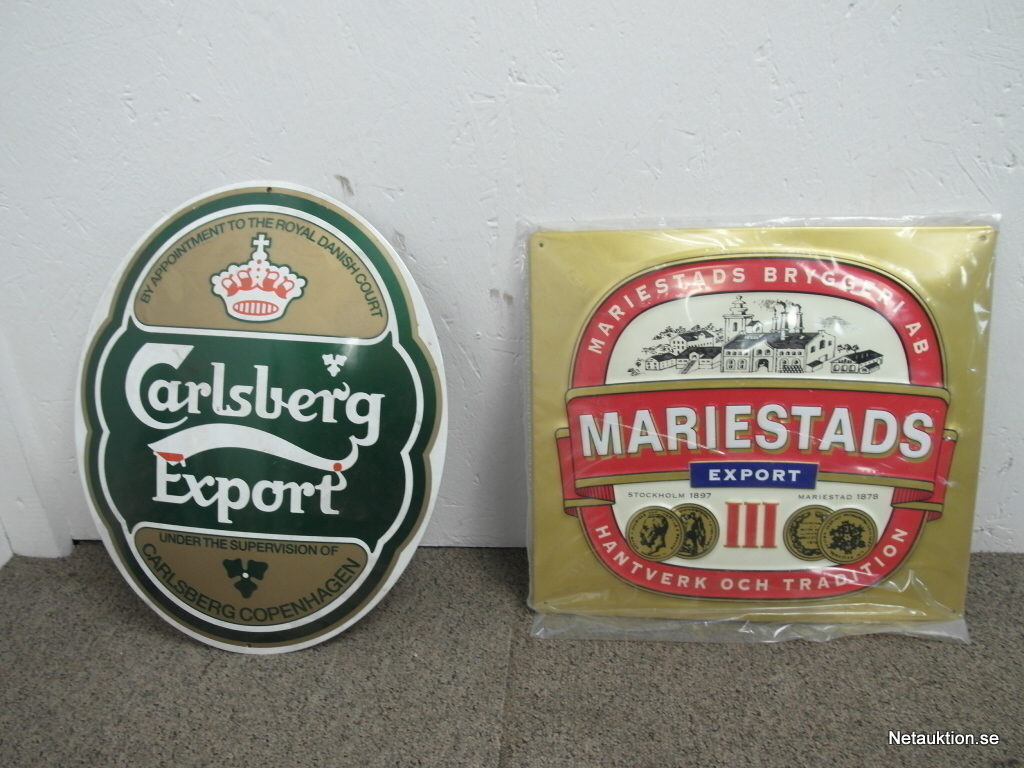 BY APPOINTMENT TO THE ROYAL DANISH COURT
Carlsberg
Export
UNDER THE SUPERVISION OF
CARLSBERG COPENHAGEN
MARIESTADS BRYGGERI AB
MARIESTADS
EXPORT
STOCKHOLM 1897
MARIESTAD 1878
III
HANTVERK OCH TRADITION
Netauktion.se